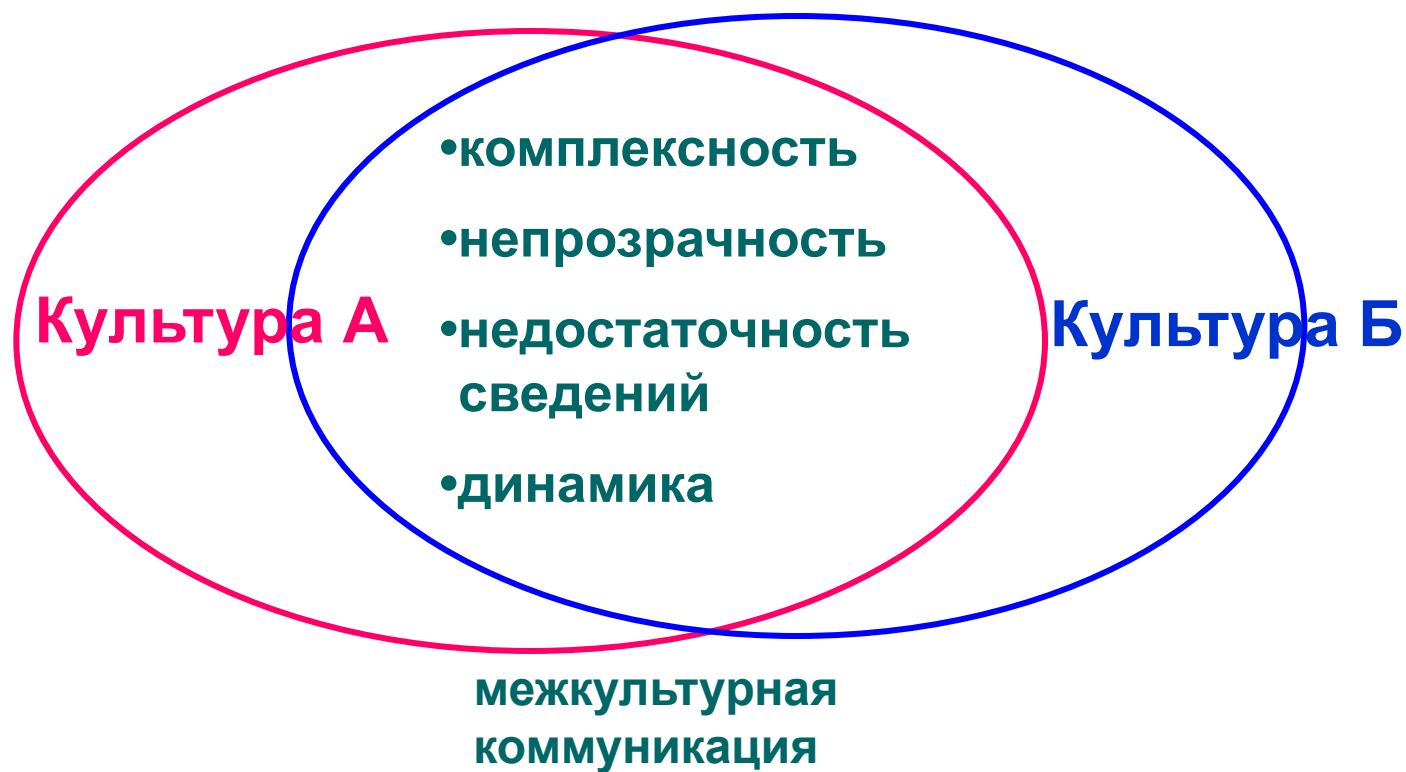 •комплексность
•непрозрачность
Культура А
•недостаточность
сведений
Культура Б
•динамика
межкультурная
коммуникация